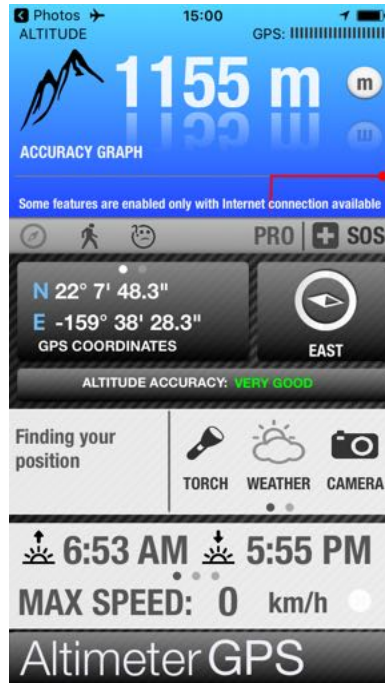 Photos 15:00
ALTITUDE GPS:
1155 m m
ACCURACY GRAPH
Some features are enabled only with Internet connection available
PRO SOS
N 22° 7' 48.3"
E -159° 38' 28.3"
GPS COORDINATES EAST
ALTITUDE ACCURACY: VERY GOOD
Finding your
position
TORCH WEATHER CAMERA
6:53 AM 5:55 PM
MAX SPEED: 0 km/h
Altimeter GPS